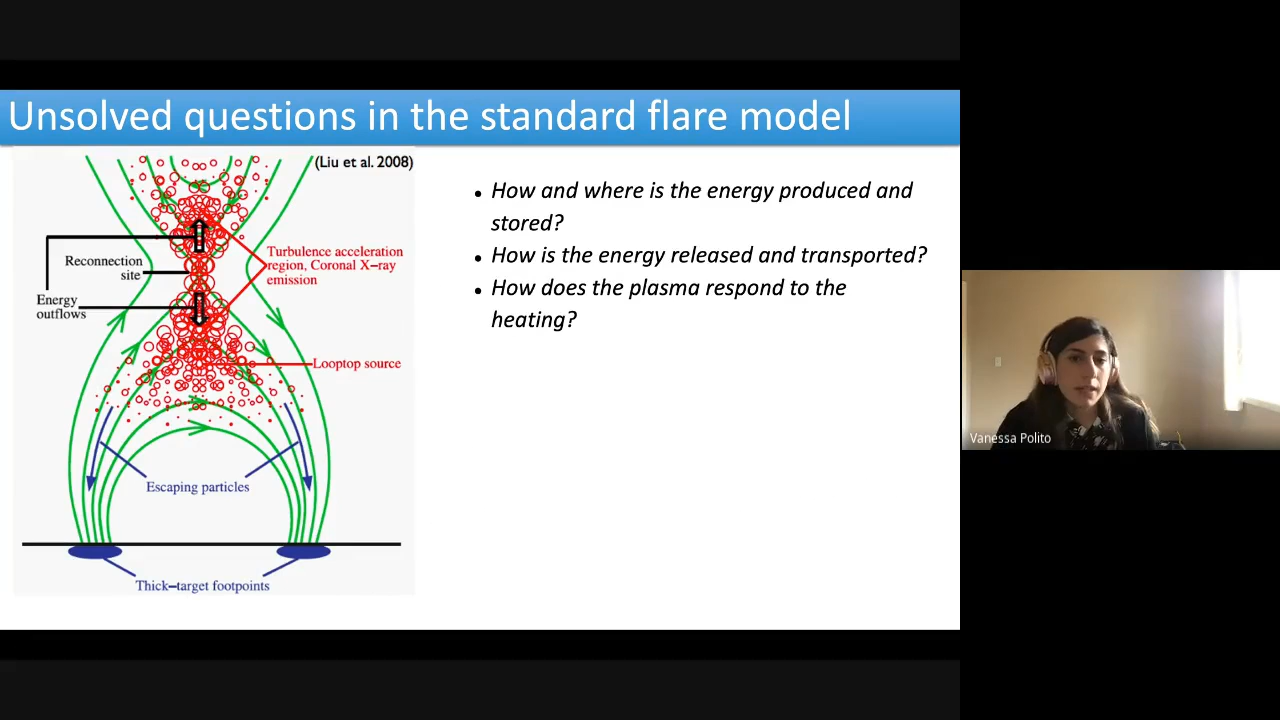 Unsolved questions in the standard flare model
(Liu et al. 2008)
Turbulence acceleration
region, Coronal X–ray
emission
Reconnection
site
Energy
outflows
Looptop source
Escaping particles
Thick–target footpoints
• How and where is the energy produced and
stored?
• How is the energy released and transported?
• How does the plasma respond to the
heating?
Vanessa Polito